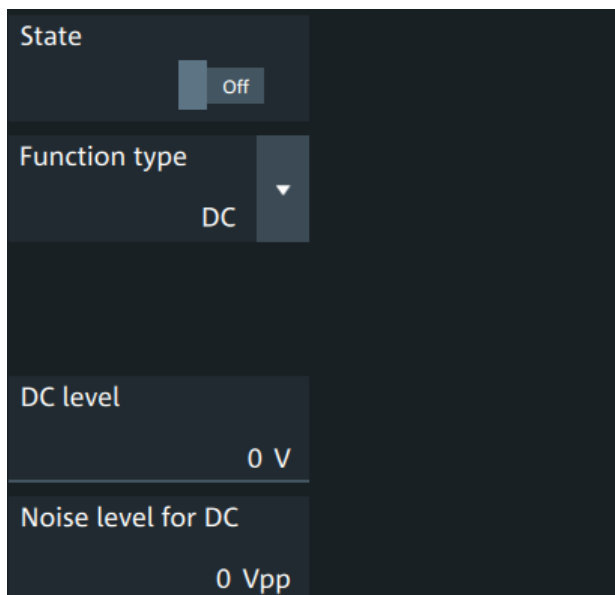 State
Off
Function type
DC
DC level
0 V
Noise level for DC
0 Vpp